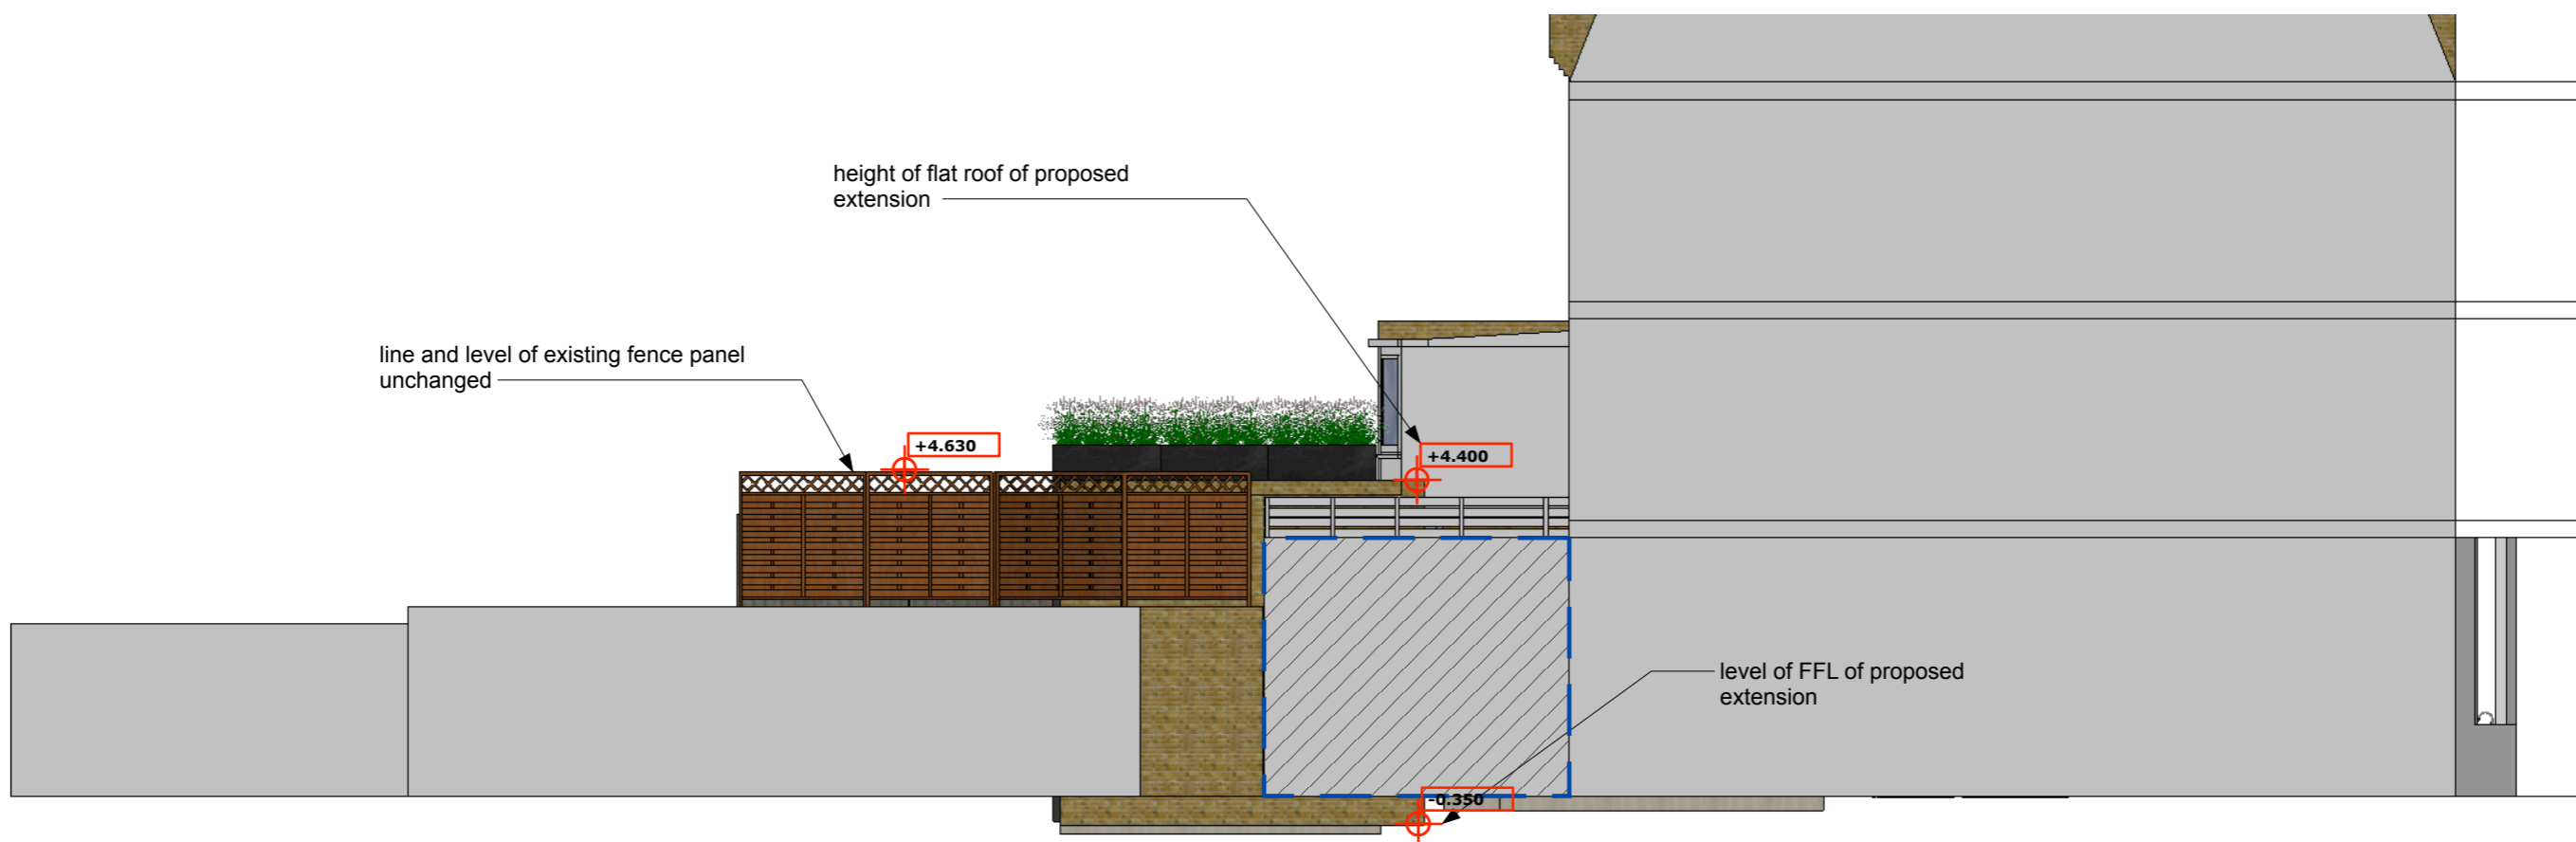 height of flat roof of proposed
extension
line and level of existing fence panel
unchanged
+4.630
+4.400
level of FFL of proposed
extension
-0.350